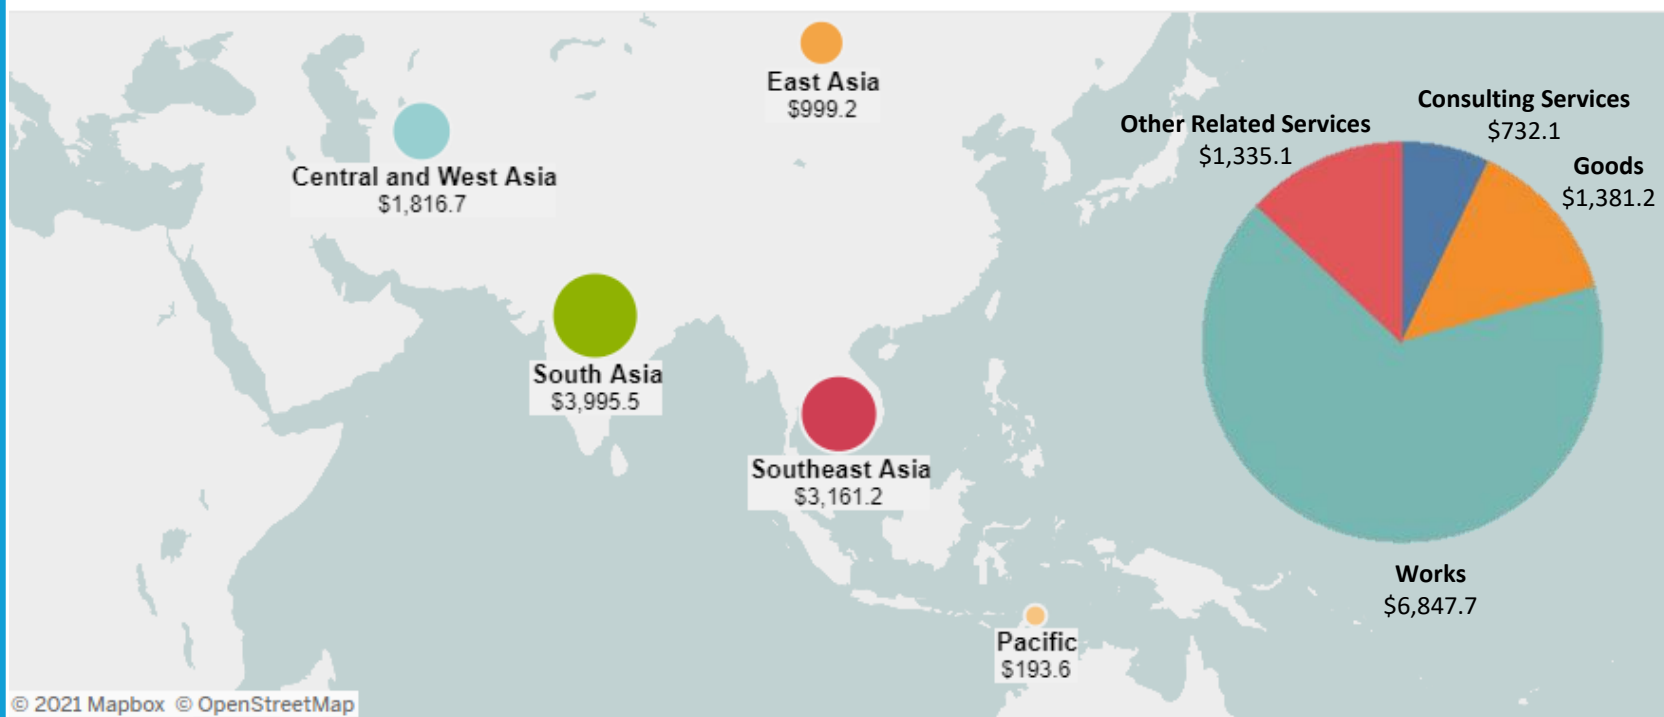 East Asia
$999.2
Central and West Asia
$1,816.7
South Asia
$3,995.5
Southeast Asia
$3,161.2
Pacific
$193.6
Other Related Services
$1,335.1
Consulting Services
$732.1
Goods
$1,381.2
Works
$6,847.7
© 2021 Mapbox © OpenStreetMap